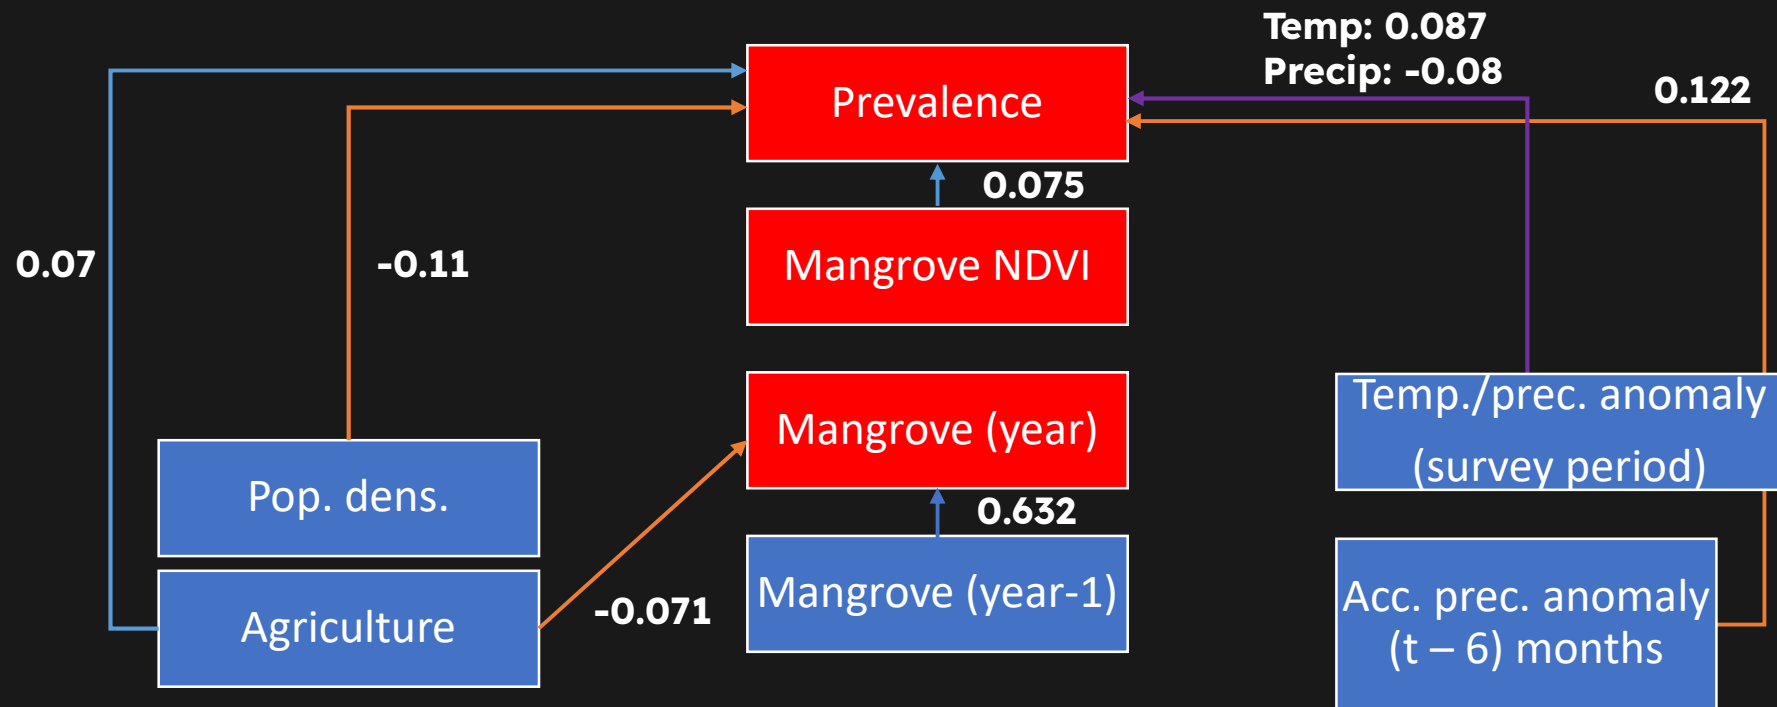 Temp: 0.087
Precip: -0.08
0.122
Prevalence
0.075
0.07
-0.11
Mangrove NDVI
Mangrove (year)
Temp./prec. anomaly
(survey period)
Pop. dens.
0.632
Mangrove (year-1)
Agriculture
-0.071
Acc. prec. anomaly
(t – 6) months